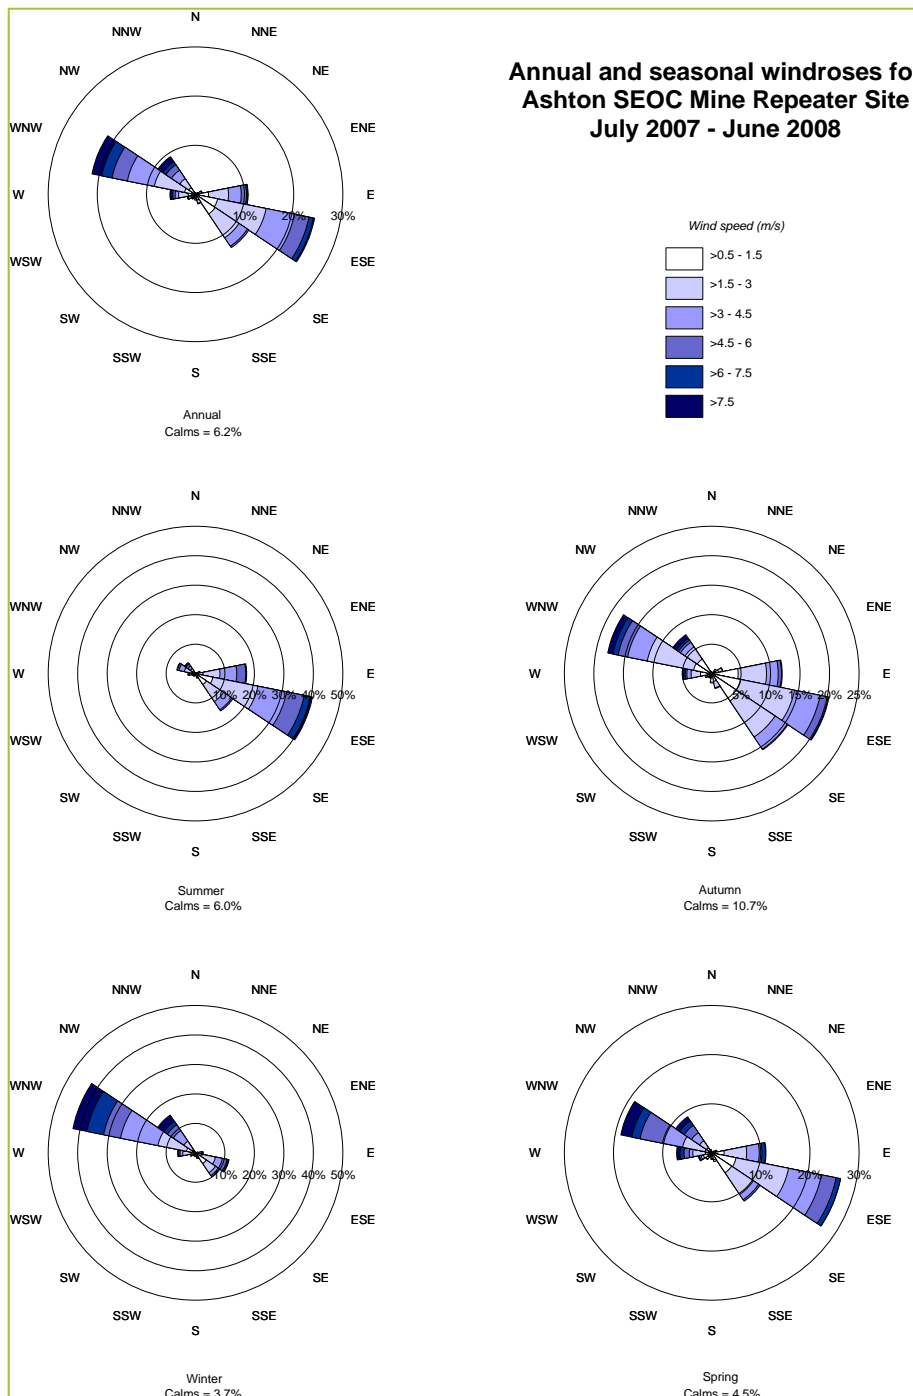 Annual and seasonal windroses fo
Ashton SEOC Mine Repeater Site
July 2007 - June 2008
N
NNW NNE
NW NE
WNW ENE
W E
10% 20% 30%
WSW ESE
SW SE
SSW SSE
S
Annual
Calms = 6.2%
Wind speed (m/s)
>0.5 - 1.5
>1.5 - 3
>3 - 4.5
>4.5 - 6
>6 - 7.5
>7.5
N
NNW NNE
NW NE
WNW ENE
W E
10% 20% 30% 40% 50%
WSW ESE
SW SE
SSW SSE
S
Summer
Calms = 6.0%
N
NNW NNE
NW NE
WNW ENE
W E
5% 10% 15% 20% 25%
WSW ESE
SW SE
SSW SSE
S
Autumn
Calms = 10.7%
N
NNW NNE
NW NE
WNW ENE
W E
10% 20% 30% 40% 50%
WSW ESE
SW SE
SSW SSE
S
Winter
Calms = 3.7%
N
NNW NNE
NW NE
WNW ENE
W E
10% 20% 30%
WSW ESE
SW SE
SSW SSE
S
Spring
Calms = 4.5%